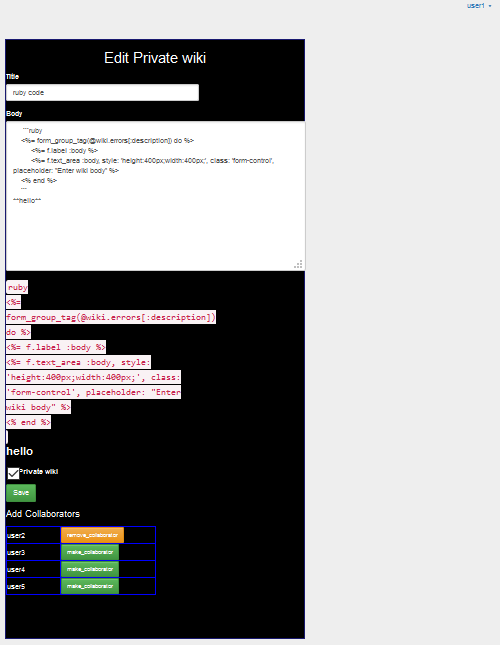 user1
Edit Private wiki
Title
ruby code
Body
```ruby
<%= form_group_tag(@wiki.errors[:description]) do %>
<%= f.label :body %>
<%= f.text_area :body, style: 'height:400px;width:400px;', class: 'form-control',
placeholder: "Enter wiki body" %>
<% end %>
```
**hello**
ruby
<%=
form_group_tag(@wiki.errors[:description])
do %>
<%= f.label :body %>
<%= f.text_area :body, style:
'height:400px;width:400px;', class:
'form-control', placeholder: "Enter
wiki body" %>
<% end %>
hello
Private wiki
Save
Add Collaborators
user2 remove_collaborator
user3 make_collaborator
user4 make_collaborator
user5 make_collaborator